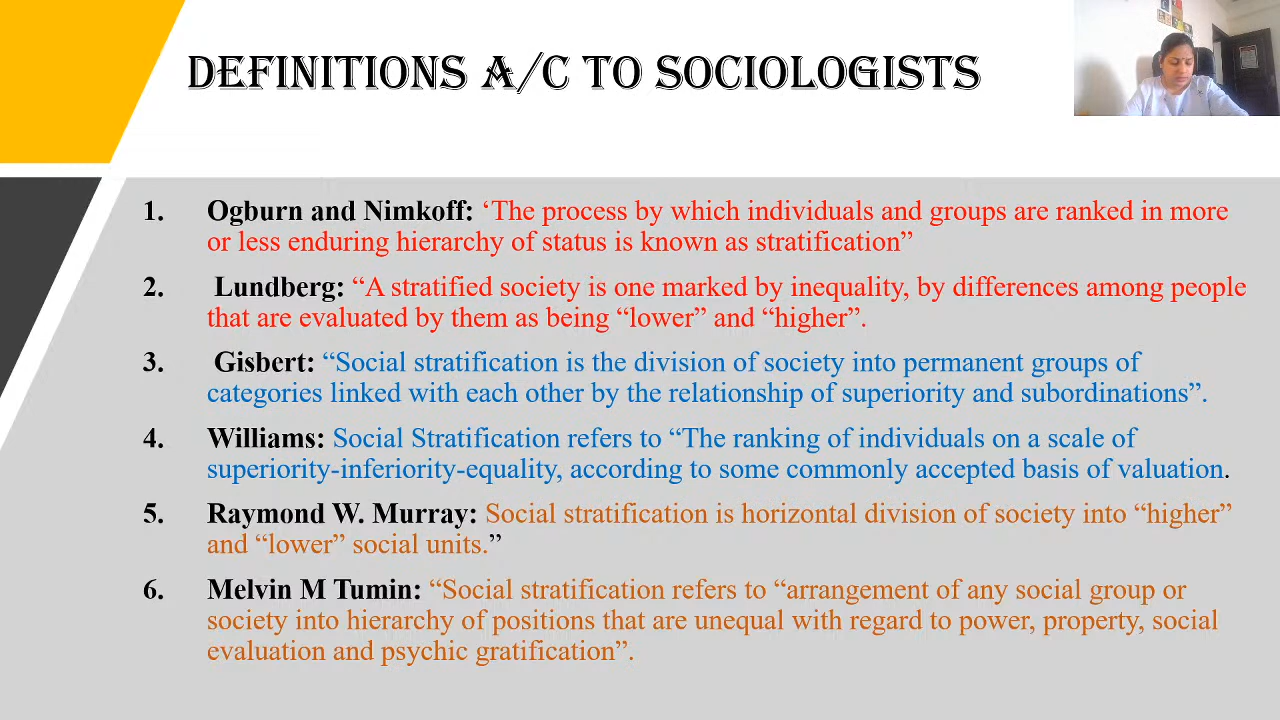 DEFINITIONS A/C TO SOCIOLOGISTS
1. Ogburn and Nimkoff: ‘The process by which individuals and groups are ranked in more
or less enduring hierarchy of status is known as stratification”
2. Lundberg: “A stratified society is one marked by inequality, by differences among people
that are evaluated by them as being “lower” and “higher”.
3. Gisbert: “Social stratification is the division of society into permanent groups of
categories linked with each other by the relationship of superiority and subordinations”.
4. Williams: Social Stratification refers to “The ranking of individuals on a scale of
superiority-inferiority-equality, according to some commonly accepted basis of valuation.
5. Raymond W. Murray: Social stratification is horizontal division of society into “higher”
and “lower” social units.”
6. Melvin M Tumin: “Social stratification refers to “arrangement of any social group or
society into hierarchy of positions that are unequal with regard to power, property, social
evaluation and psychic gratification”.